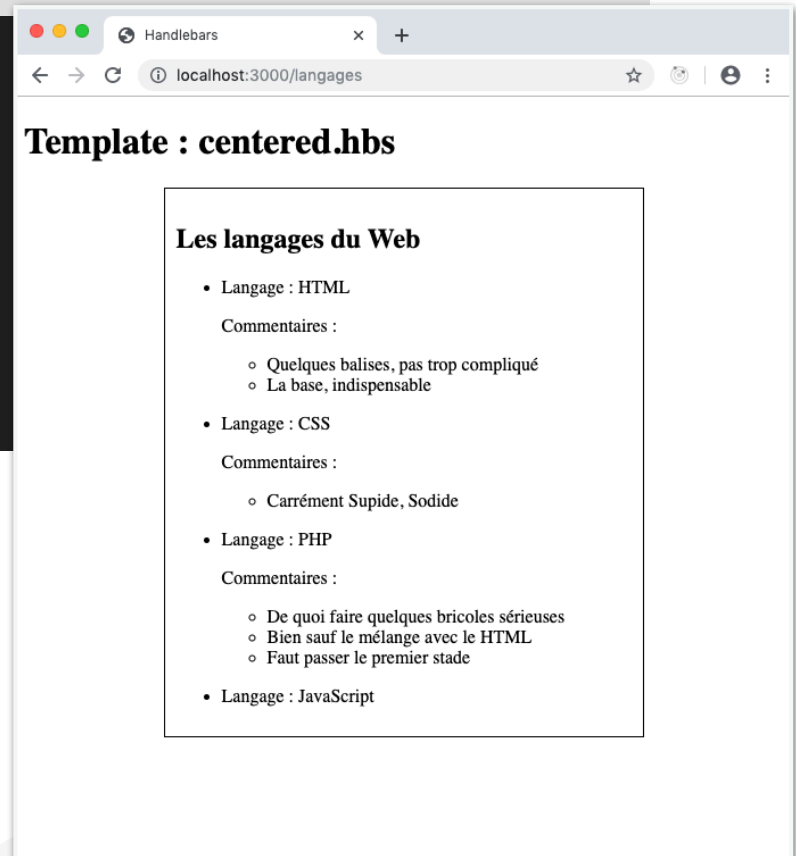 Handlebars
localhost:3000/langages
Template : centered.hbs
Les langages du Web
Langage : HTML
Commentaires :
Quelques balises, pas trop compliqué
La base, indispensable
Langage : CSS
Commentaires :
Carrément Supide, Sodide
Langage : PHP
Commentaires :
De quoi faire quelques bricoles sérieuses
Bien sauf le mélange avec le HTML
Faut passer le premier stade
Langage : JavaScript